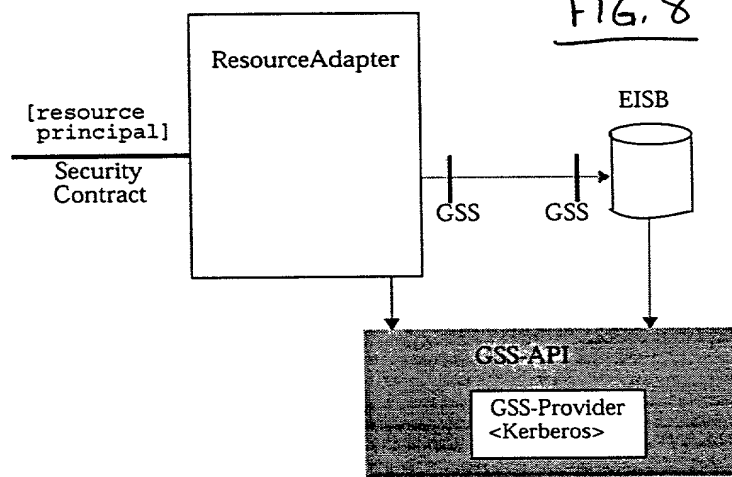 FIG. 8
ResourceAdapter
EISB
[resource
principal]
Security
Contract
GSS
GSS
GSS-API
GSS-Provider
<Kerberos>